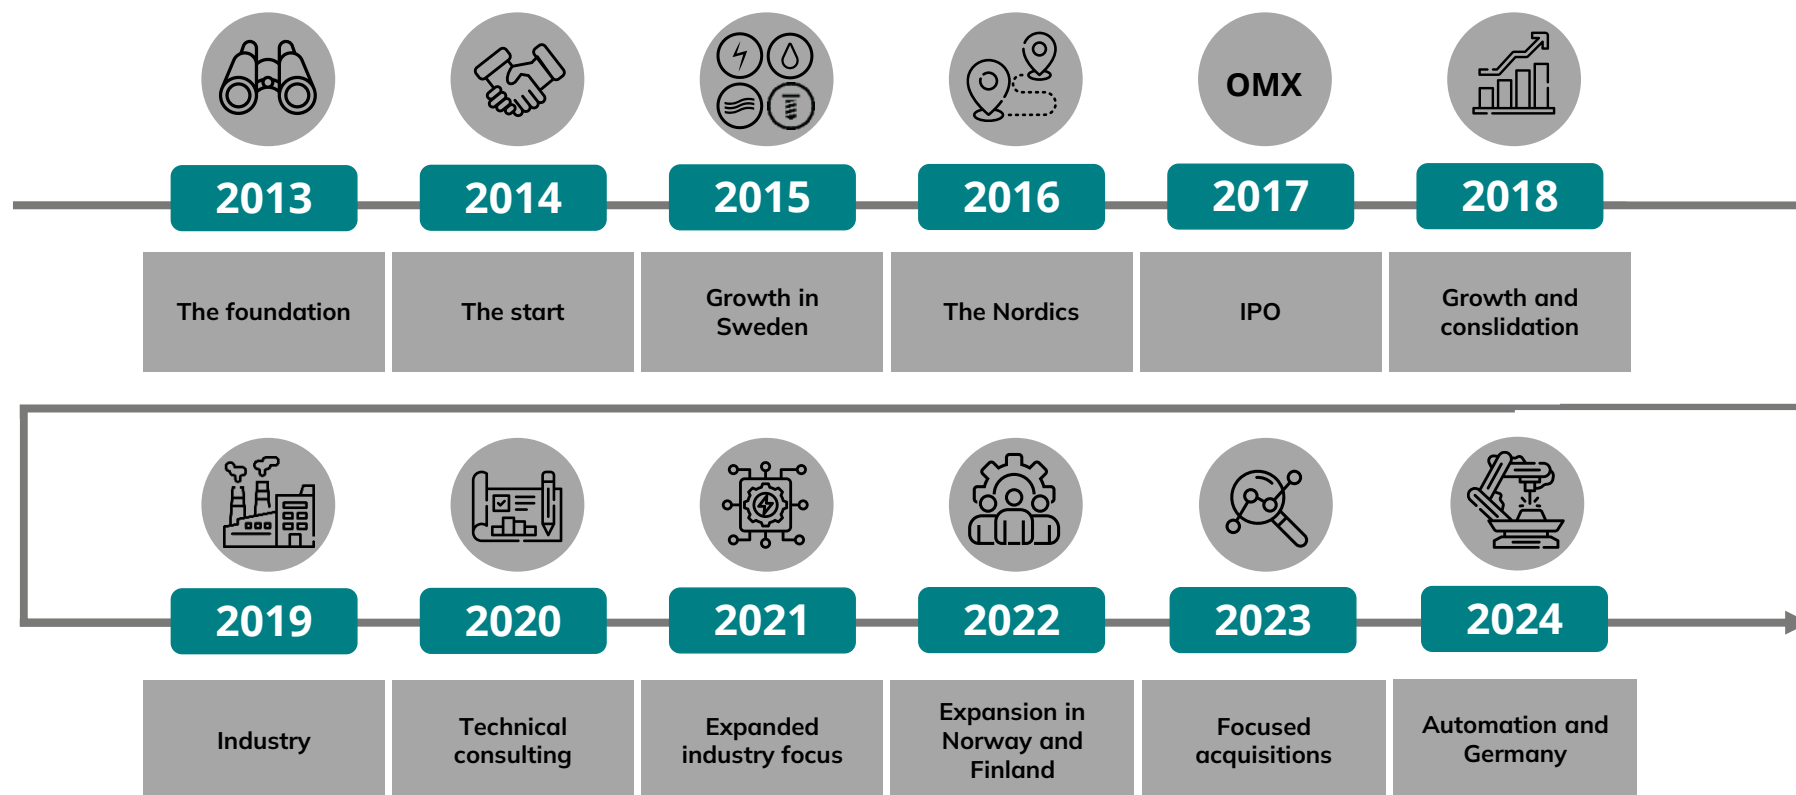 OMX
2013
2014
2015
2016
2017
2018
The foundation
The start
Growth in
Sweden
The Nordics
IPO
Growth and
conslidation
2019
2020
2021
2022
2023
2024
Industry
Technical
consulting
Expanded
industry focus
Expansion in
Norway and
Finland
Focused
acquisitions
Automation and
Germany